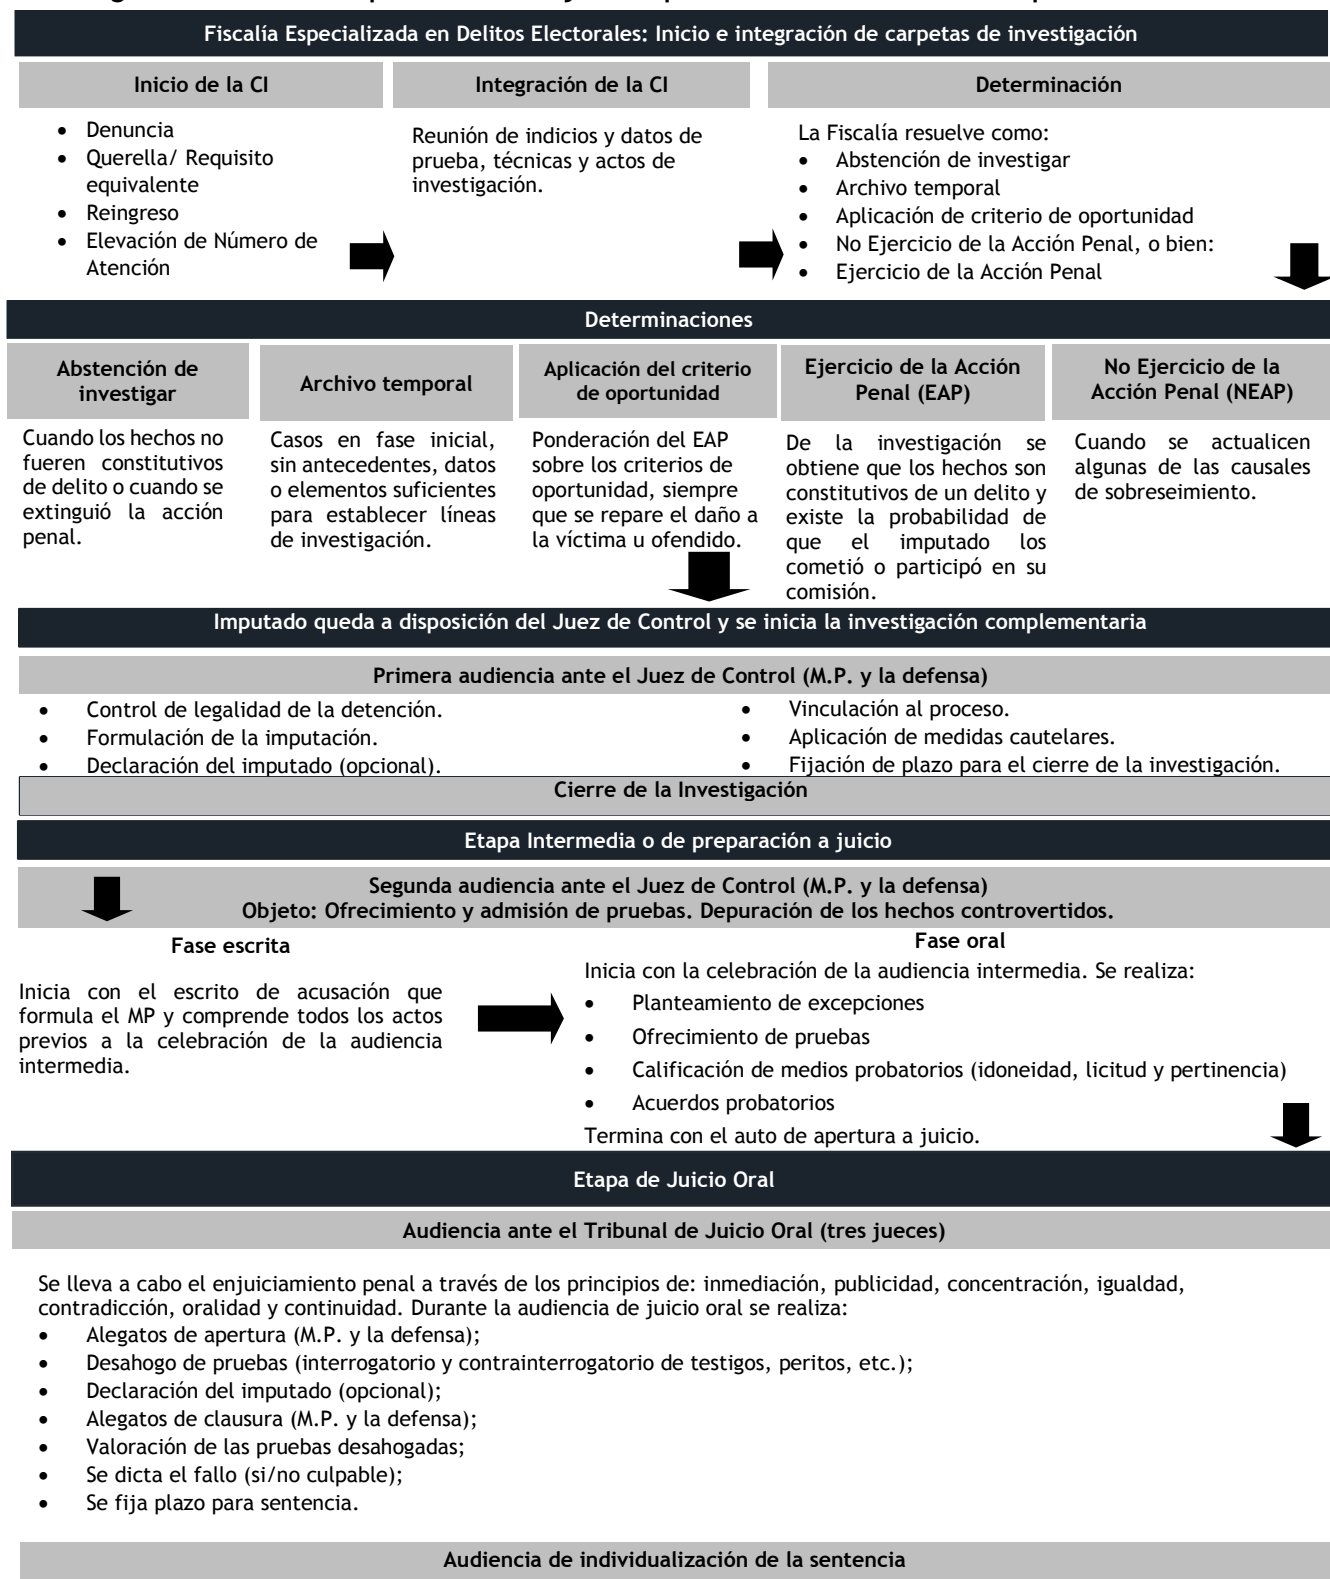 Fiscalía Especializada en Delitos Electorales: Inicio e integración de carpetas de investigación
Inicio de la CI
• Denuncia
• Querella/ Requisito
equivalente
• Reingreso
• Elevación de Número de
Atención
Integración de la CI
Reunión de indicios y datos de
prueba, técnicas y actos de
investigación.
Determinación
La Fiscalía resuelve como:
• Abstención de investigar
• Archivo temporal
• Aplicación de criterio de oportunidad
• No Ejercicio de la Acción Penal, o bien:
• Ejercicio de la Acción Penal
Determinaciones
Abstención de
investigar
Cuando los hechos no
fueren constitutivos
de delito o cuando se
extinguió la acción
penal.
Archivo temporal
Casos en fase inicial,
sin antecedentes, datos
o elementos suficientes
para establecer líneas
de investigación.
Aplicación del criterio
de oportunidad
Ponderación del EAP
sobre los criterios de
oportunidad, siempre
que se repare el daño a
la víctima u ofendido.
Ejercicio de la Acción
Penal (EAP)
De la investigación se
obtiene que los hechos son
constitutivos de un delito y
existe la probabilidad de
que el imputado los
cometió o participó en su
comisión.
No Ejercicio de la
Acción Penal (NEAP)
Cuando se actualicen
algunas de las causales
de sobreseimiento.
Imputado queda a disposición del Juez de Control y se inicia la investigación complementaria
Primera audiencia ante el Juez de Control (M.P. y la defensa)
• Control de legalidad de la detención.
• Formulación de la imputación.
• Declaración del imputado (opcional).
• Vinculación al proceso.
• Aplicación de medidas cautelares.
• Fijación de plazo para el cierre de la investigación.
Cierre de la Investigación
Etapa Intermedia o de preparación a juicio
Segunda audiencia ante el Juez de Control (M.P. y la defensa)
Objeto: Ofrecimiento y admisión de pruebas. Depuración de los hechos controvertidos.
Fase escrita
Inicia con el escrito de acusación que
formula el MP y comprende todos los actos
previos a la celebración de la audiencia
intermedia.
Fase oral
Inicia con la celebración de la audiencia intermedia. Se realiza:
• Planteamiento de excepciones
• Ofrecimiento de pruebas
• Calificación de medios probatorios (idoneidad, licitud y pertinencia)
• Acuerdos probatorios
Termina con el auto de apertura a juicio.
Etapa de Juicio Oral
Audiencia ante el Tribunal de Juicio Oral (tres jueces)
Se lleva a cabo el enjuiciamiento penal a través de los principios de: inmediación, publicidad, concentración, igualdad,
contradicción, oralidad y continuidad. Durante la audiencia de juicio oral se realiza:
• Alegatos de apertura (M.P. y la defensa);
• Desahogo de pruebas (interrogatorio y contrainterrogatorio de testigos, peritos, etc.);
• Declaración del imputado (opcional);
• Alegatos de clausura (M.P. y la defensa);
• Valoración de las pruebas desahogadas;
• Se dicta el fallo (si/no culpable);
• Se fija plazo para sentencia.
Audiencia de individualización de la sentencia